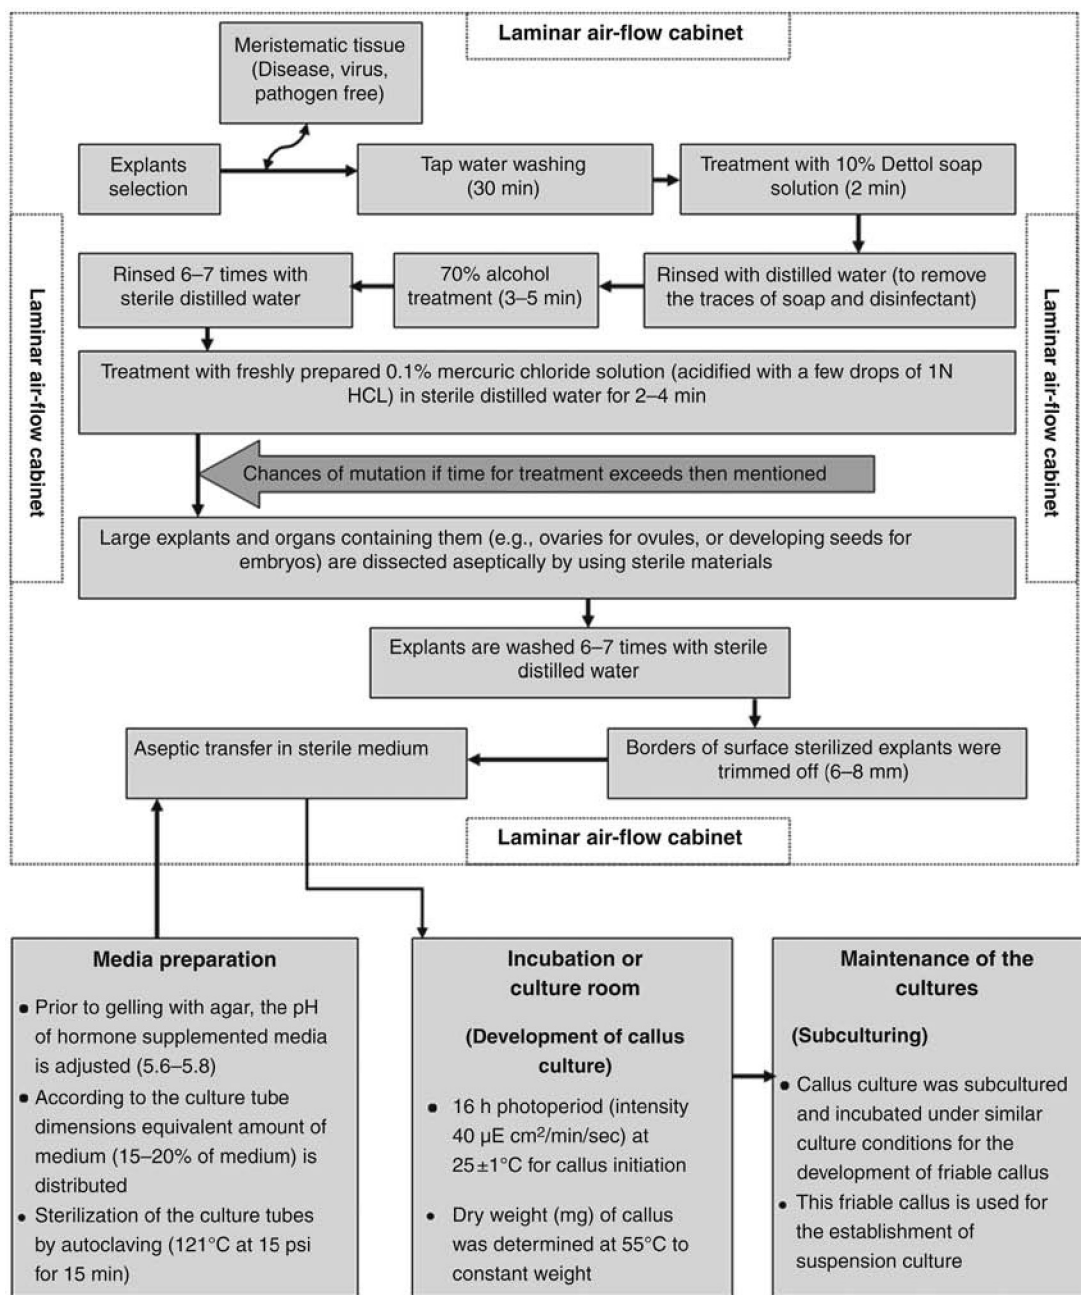 Laminar air-flow cabinet
Meristematic tissue
(Disease, virus,
pathogen free)
Explants
selection
Tap water washing
(30 min)
Treatment with 10% Dettol soap
solution (2 min)
Laminar air-flow cabinet
Laminar air-flow cabinet
Rinsed with distilled water (to remove
the traces of soap and disinfectant)
70% alcohol
treatment (3–5 min)
Rinsed 6–7 times with
sterile distilled water
Treatment with freshly prepared 0.1% mercuric chloride solution (acidified with a few drops of 1N
HCL) in sterile distilled water for 2–4 min
Chances of mutation if time for treatment exceeds then mentioned
Large explants and organs containing them (e.g., ovaries for ovules, or developing seeds for
embryos) are dissected aseptically by using sterile materials
Explants are washed 6–7 times with sterile
distilled water
Borders of surface sterilized explants were
trimmed off (6–8 mm)
Aseptic transfer in sterile medium
Laminar air-flow cabinet
Media preparation
• Prior to gelling with agar, the pH
of hormone supplemented media
is adjusted (5.6–5.8)
• According to the culture tube
dimensions equivalent amount of
medium (15–20% of medium) is
distributed
• Sterilization of the culture tubes
by autoclaving (121°C at 15 psi
for 15 min)
Incubation or
culture room
(Development of callus
culture)
• 16 h photoperiod (intensity
40 µE cm²/min/sec) at
25±1°C for callus initiation
• Dry weight (mg) of callus
was determined at 55°C to
constant weight
Maintenance of the
cultures
(Subculturing)
• Callus culture was subcultured
and incubated under similar
culture conditions for the
development of friable callus
• This friable callus is used for
the establishment of
suspension culture